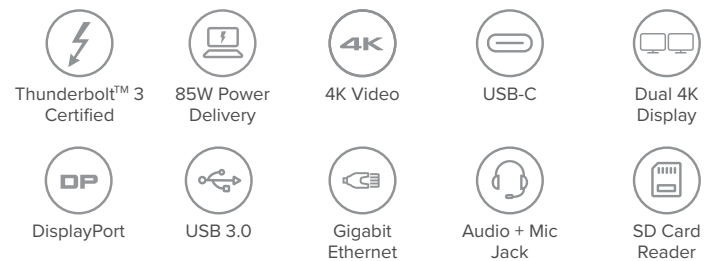 4K
Thunderbolt™ 3
Certified
85W Power
Delivery
4K Video
USB-C
Dual 4K
Display
DP
DisplayPort
USB 3.0
Gigabit
Ethernet
Audio + Mic
Jack
SD Card
Reader